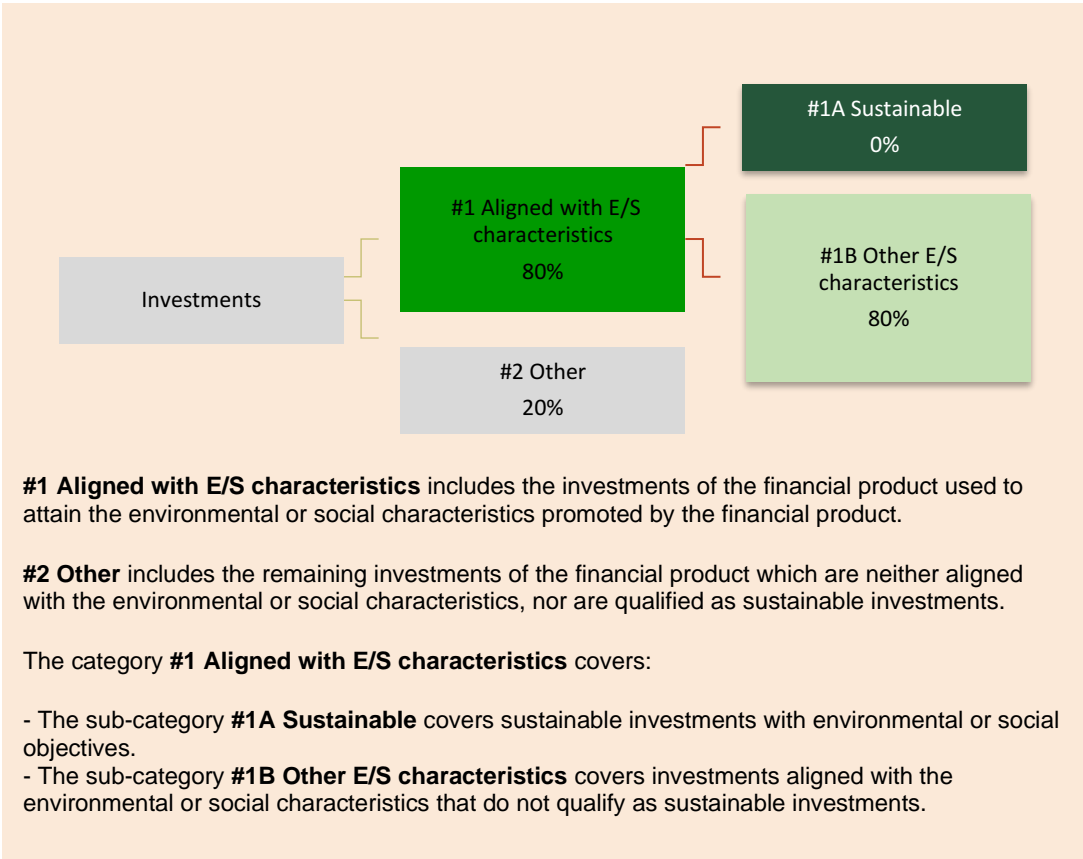 #1A Sustainable
0%
#1 Aligned with E/S
characteristics
80%
#1B Other E/S
characteristics
80%
Investments
#2 Other
20%
#1 Aligned with E/S characteristics includes the investments of the financial product used to
attain the environmental or social characteristics promoted by the financial product.
#2 Other includes the remaining investments of the financial product which are neither aligned
with the environmental or social characteristics, nor are qualified as sustainable investments.
The category #1 Aligned with E/S characteristics covers:
- The sub-category #1A Sustainable covers sustainable investments with environmental or social
objectives.
- The sub-category #1B Other E/S characteristics covers investments aligned with the
environmental or social characteristics that do not qualify as sustainable investments.